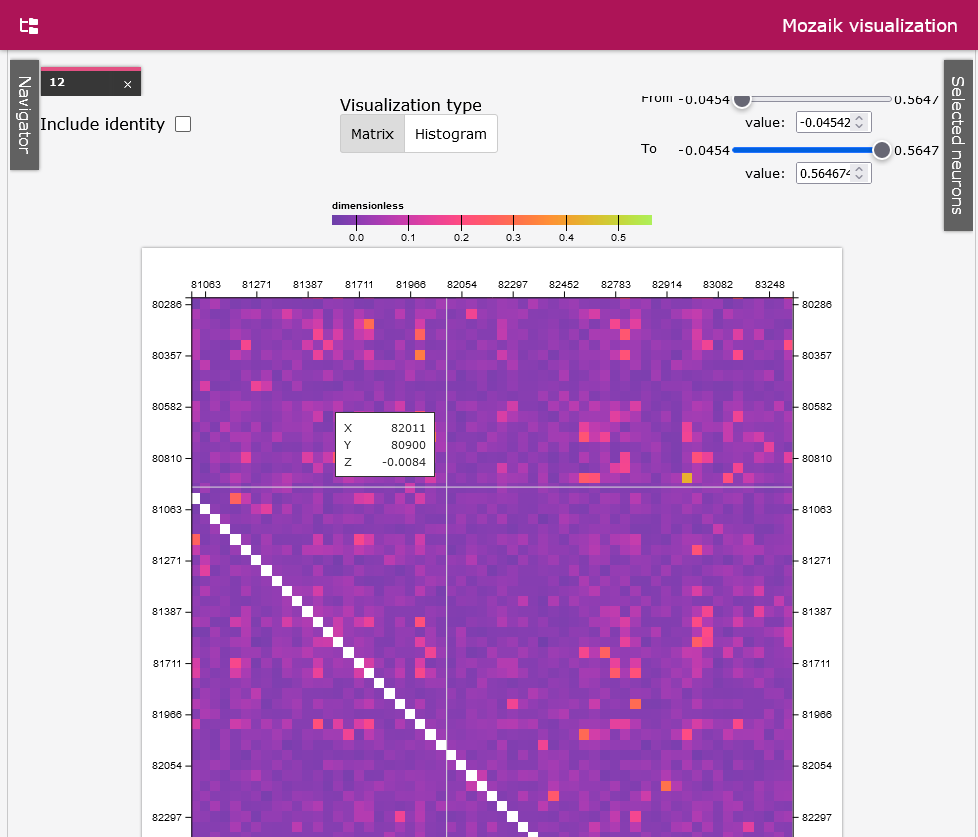 Mozaik visualization
Navigator
12 ×
Include identity
Visualization type
Matrix Histogram
From -0.0454 0.5647
value: -0.04542
To -0.0454 0.5647
value: 0.564674
Selected neurons
dimensionless
0.0 0.1 0.2 0.3 0.4 0.5
81063 81271 81387 81711 81966 82054 82297 82452 82783 82914 83082 83248
80286 80286
80357 80357
80582 80582
X 82011
Y 80900
Z -0.0084
80810 80810
81063 81063
81271 81271
81387 81387
81711 81711
81966 81966
82054 82054
82297 82297